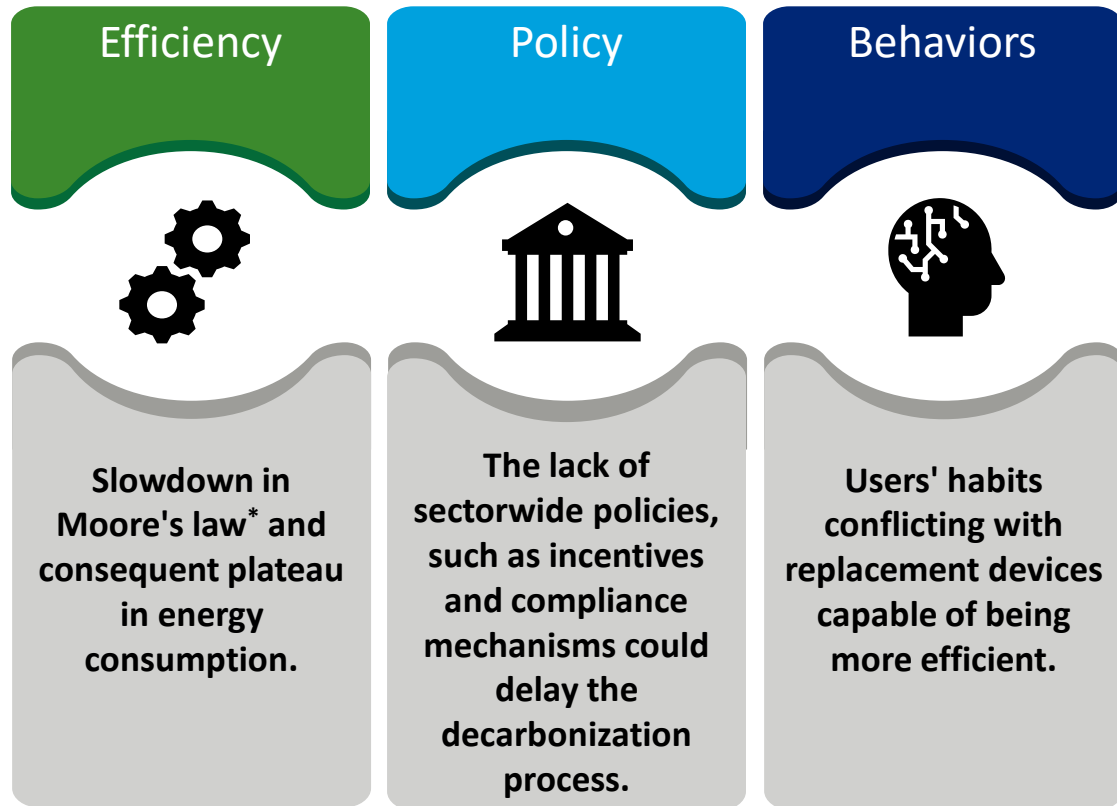 Efficiency
Slowdown in
Moore's law* and
consequent plateau
in energy
consumption.
Policy
The lack of
sectorwide policies,
such as incentives
and compliance
mechanisms could
delay the
decarbonization
process.
Behaviors
Users' habits
conflicting with
replacement devices
capable of being
more efficient.